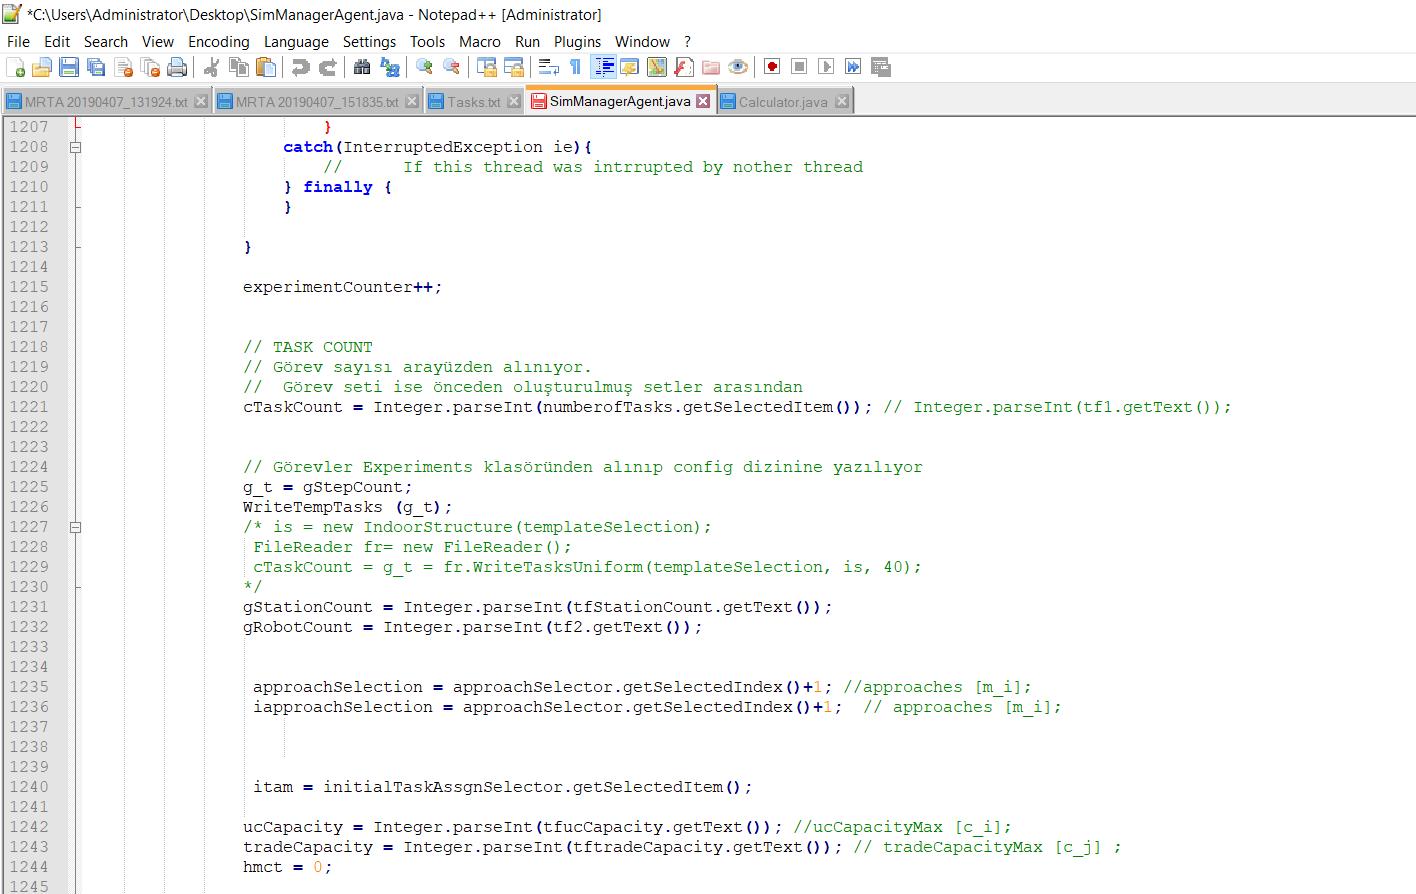 *C:\Users\Administrator\Desktop\SimManagerAgent.java - Notepad++ [Administrator]
File Edit Search View Encoding Language Settings Tools Macro Run Plugins Window ?
MRTA 20190407_131924.txt MRTA 20190407_151835.txt Tasks.txt SimManagerAgent.java Calculator.java
1207 }
1208 catch(InterruptedException ie){
1209 // If this thread was intrrupted by nother thread
1210 } finally {
1211 }
1212
1213 }
1214
1215 experimentCounter++;
1216
1217
1218 // TASK COUNT
1219 // Görev sayısı arayüzden alınıyor.
1220 // Görev seti ise önceden oluşturulmuş setler arasından
1221 cTaskCount = Integer.parseInt(numberofTasks.getSelectedItem()); // Integer.parseInt(tf1.getText());
1222
1223
1224 // Görevler Experiments klasöründen alınıp config dizinine yazılıyor
1225 g_t = gStepCount;
1226 WriteTempTasks (g_t);
1227 /* is = new IndoorStructure(templateSelection);
1228 FileReader fr= new FileReader();
1229 cTaskCount = g_t = fr.WriteTasksUniform(templateSelection, is, 40);
1230 */
1231 gStationCount = Integer.parseInt(tfStationCount.getText());
1232 gRobotCount = Integer.parseInt(tf2.getText());
1233
1234
1235 approachSelection = approachSelector.getSelectedIndex()+1; //approaches [m_i];
1236 iapproachSelection = approachSelector.getSelectedIndex()+1; // approaches [m_i];
1237
1238
1239
1240 itam = initialTaskAssgnSelector.getSelectedItem();
1241
1242 ucCapacity = Integer.parseInt(tfucCapacity.getText()); //ucCapacityMax [c_i];
1243 tradeCapacity = Integer.parseInt(tftradeCapacity.getText()); // tradeCapacityMax [c_j] ;
1244 hmct = 0;
1245